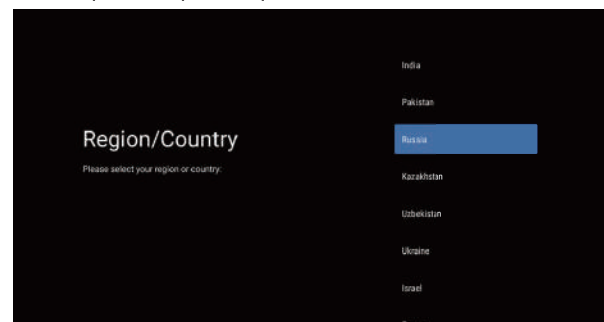 Region/Country
Please select your region or country:
India
Pakistan
Russia
Kazakhstan
Uzbekistan
Ukraine
Israel